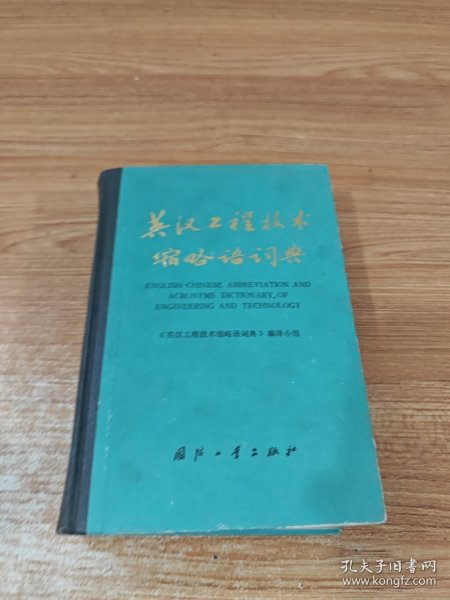 英汉工程技术
缩略语词典
ENGLISH-CHINESE ABBREVIATION AND
ACRONYMS DICTIONARY OF
ENGINEERING AND TECHNOLOGY
《英汉工程技术缩略语词典》编译小组
国防工业出版社
孔夫子旧书网
www.kongfz.com